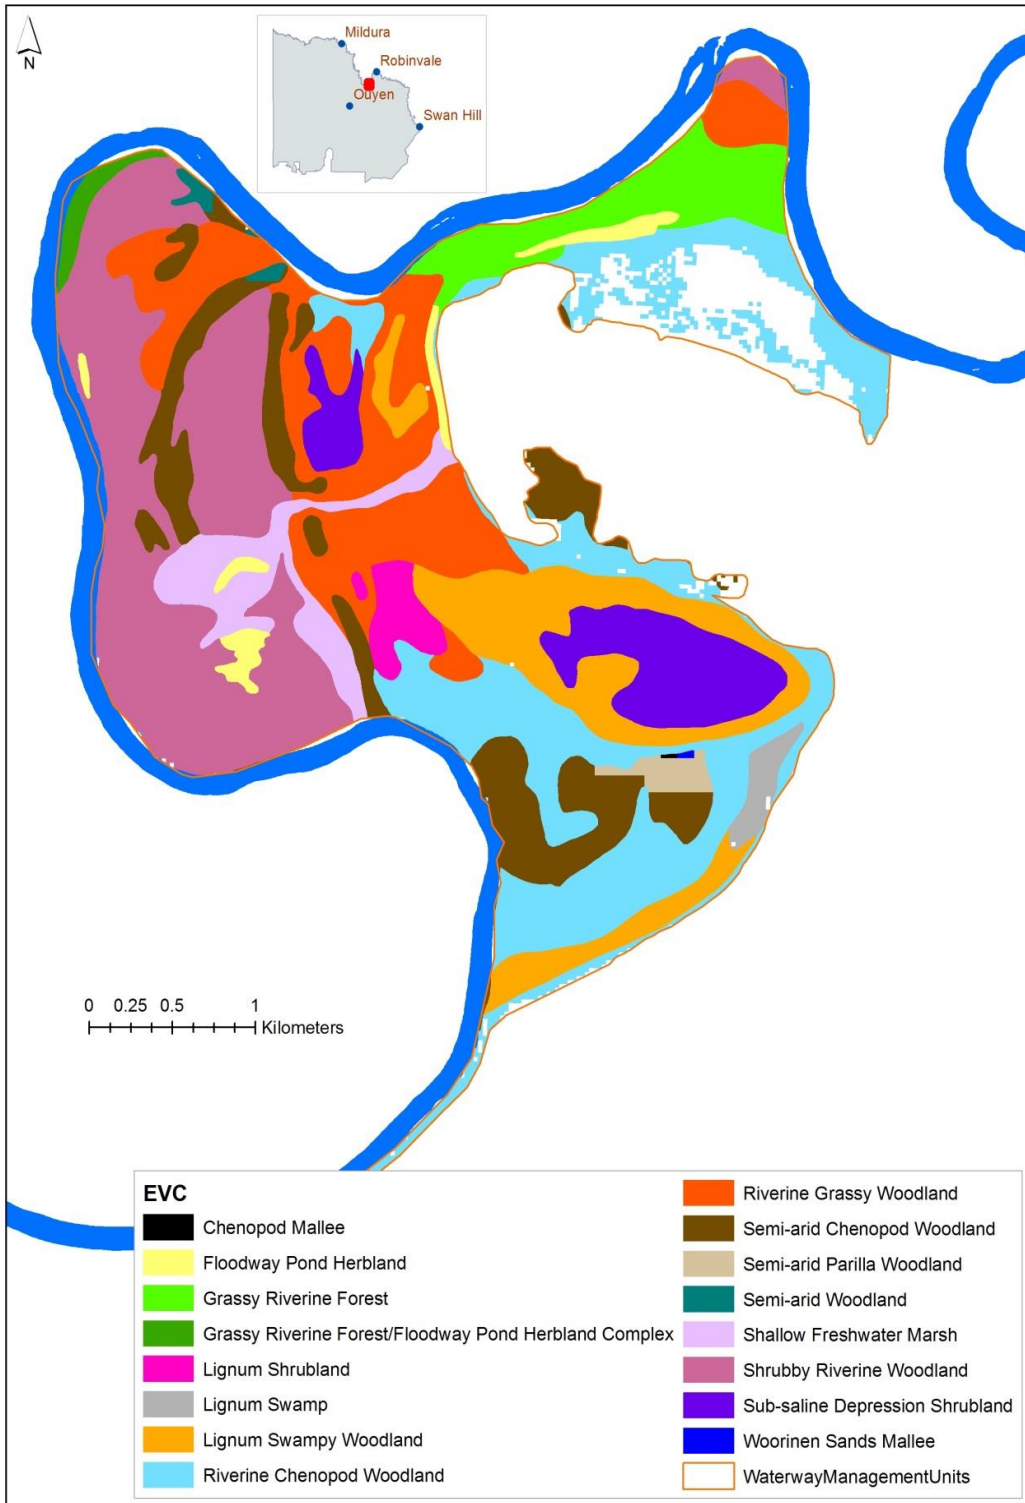 N
Mildura
Robinvale
Ouyen
Swan Hill
0 0.25 0.5 1
Kilometers
EVC
Chenopod Mallee
Floodway Pond Herbland
Grassy Riverine Forest
Grassy Riverine Forest/Floodway Pond Herbland Complex
Lignum Shrubland
Lignum Swamp
Lignum Swampy Woodland
Riverine Chenopod Woodland
Riverine Grassy Woodland
Semi-arid Chenopod Woodland
Semi-arid Parilla Woodland
Semi-arid Woodland
Shallow Freshwater Marsh
Shrubby Riverine Woodland
Sub-saline Depression Shrubland
Woorinen Sands Mallee
WaterwayManagementUnits